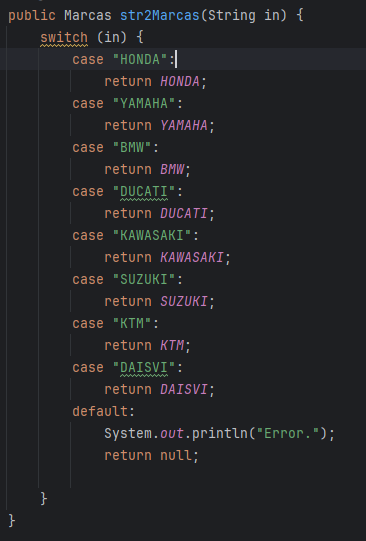 public Marcas str2Marcas(String in) {
    switch (in) {
        case "HONDA":
            return HONDA;
        case "YAMAHA":
            return YAMAHA;
        case "BMW":
            return BMW;
        case "DUCATI":
            return DUCATI;
        case "KAWASAKI":
            return KAWASAKI;
        case "SUZUKI":
            return SUZUKI;
        case "KTM":
            return KTM;
        case "DAISVI":
            return DAISVI;
        default:
            System.out.println("Error.");
            return null;

    }
}